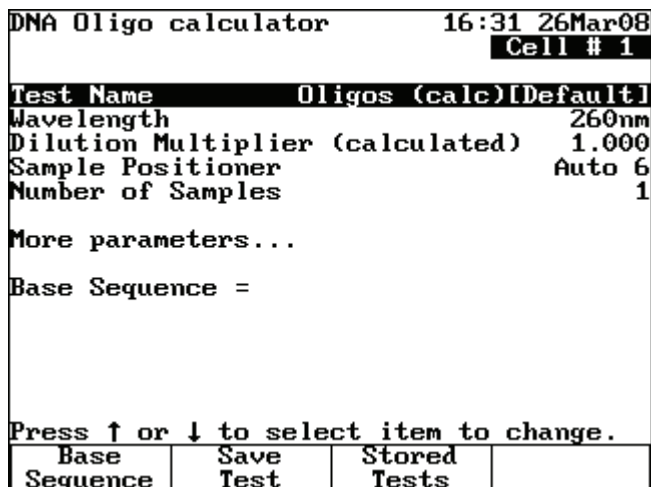 DNA Oligo calculator 16:31 26Mar08
Cell # 1
Test Name Oligos (calc)[Default]
Wavelength 260nm
Dilution Multiplier (calculated) 1.000
Sample Positioner Auto 6
Number of Samples 1
More parameters...
Base Sequence =
Press ↑ or ↓ to select item to change.
Base Save Stored
Sequence Test Tests